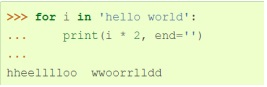 >>> for i in 'hello world':
...     print(i * 2, end='')
...
hheelllloo  wwoorrlldd